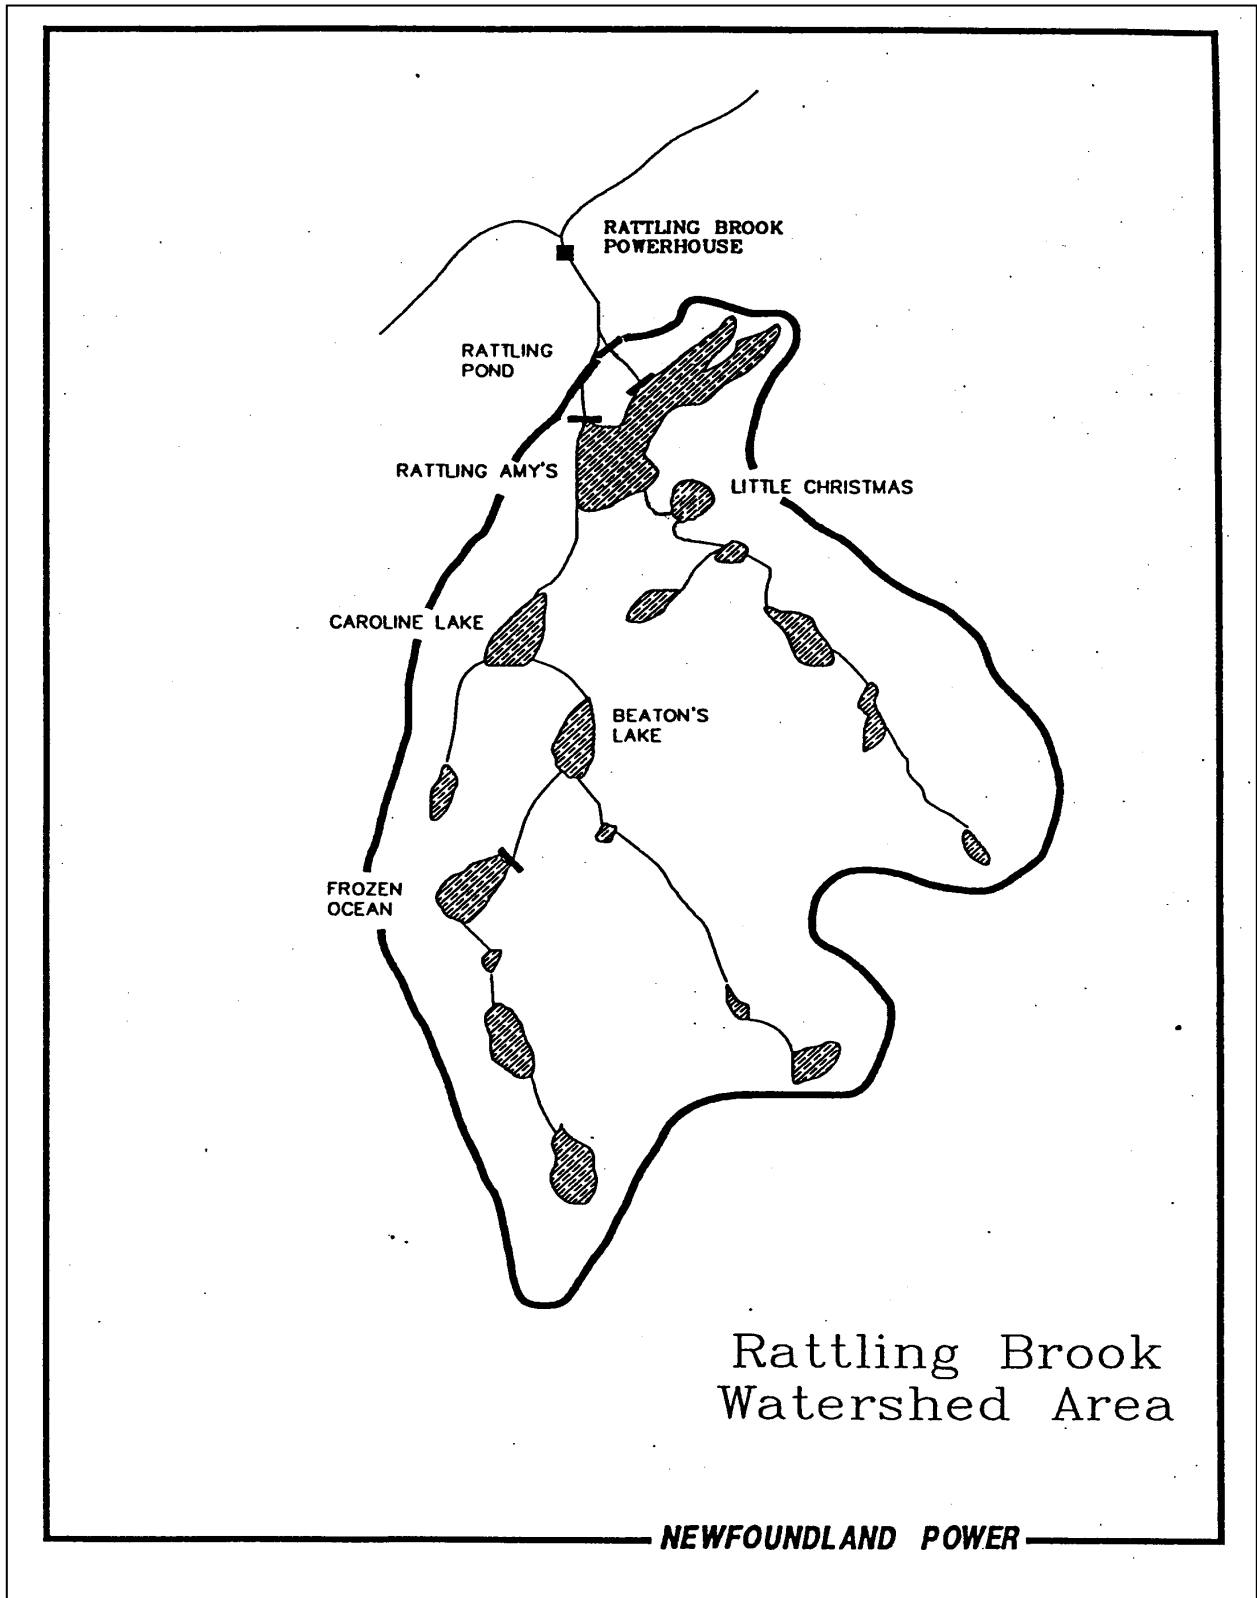 RATTLING BROOK
POWERHOUSE
RATTLING
POND
RATTLING AMY'S
LITTLE CHRISTMAS
CAROLINE LAKE
BEATON'S
LAKE
FROZEN
OCEAN
Rattling Brook
Watershed Area
NEWFOUNDLAND POWER